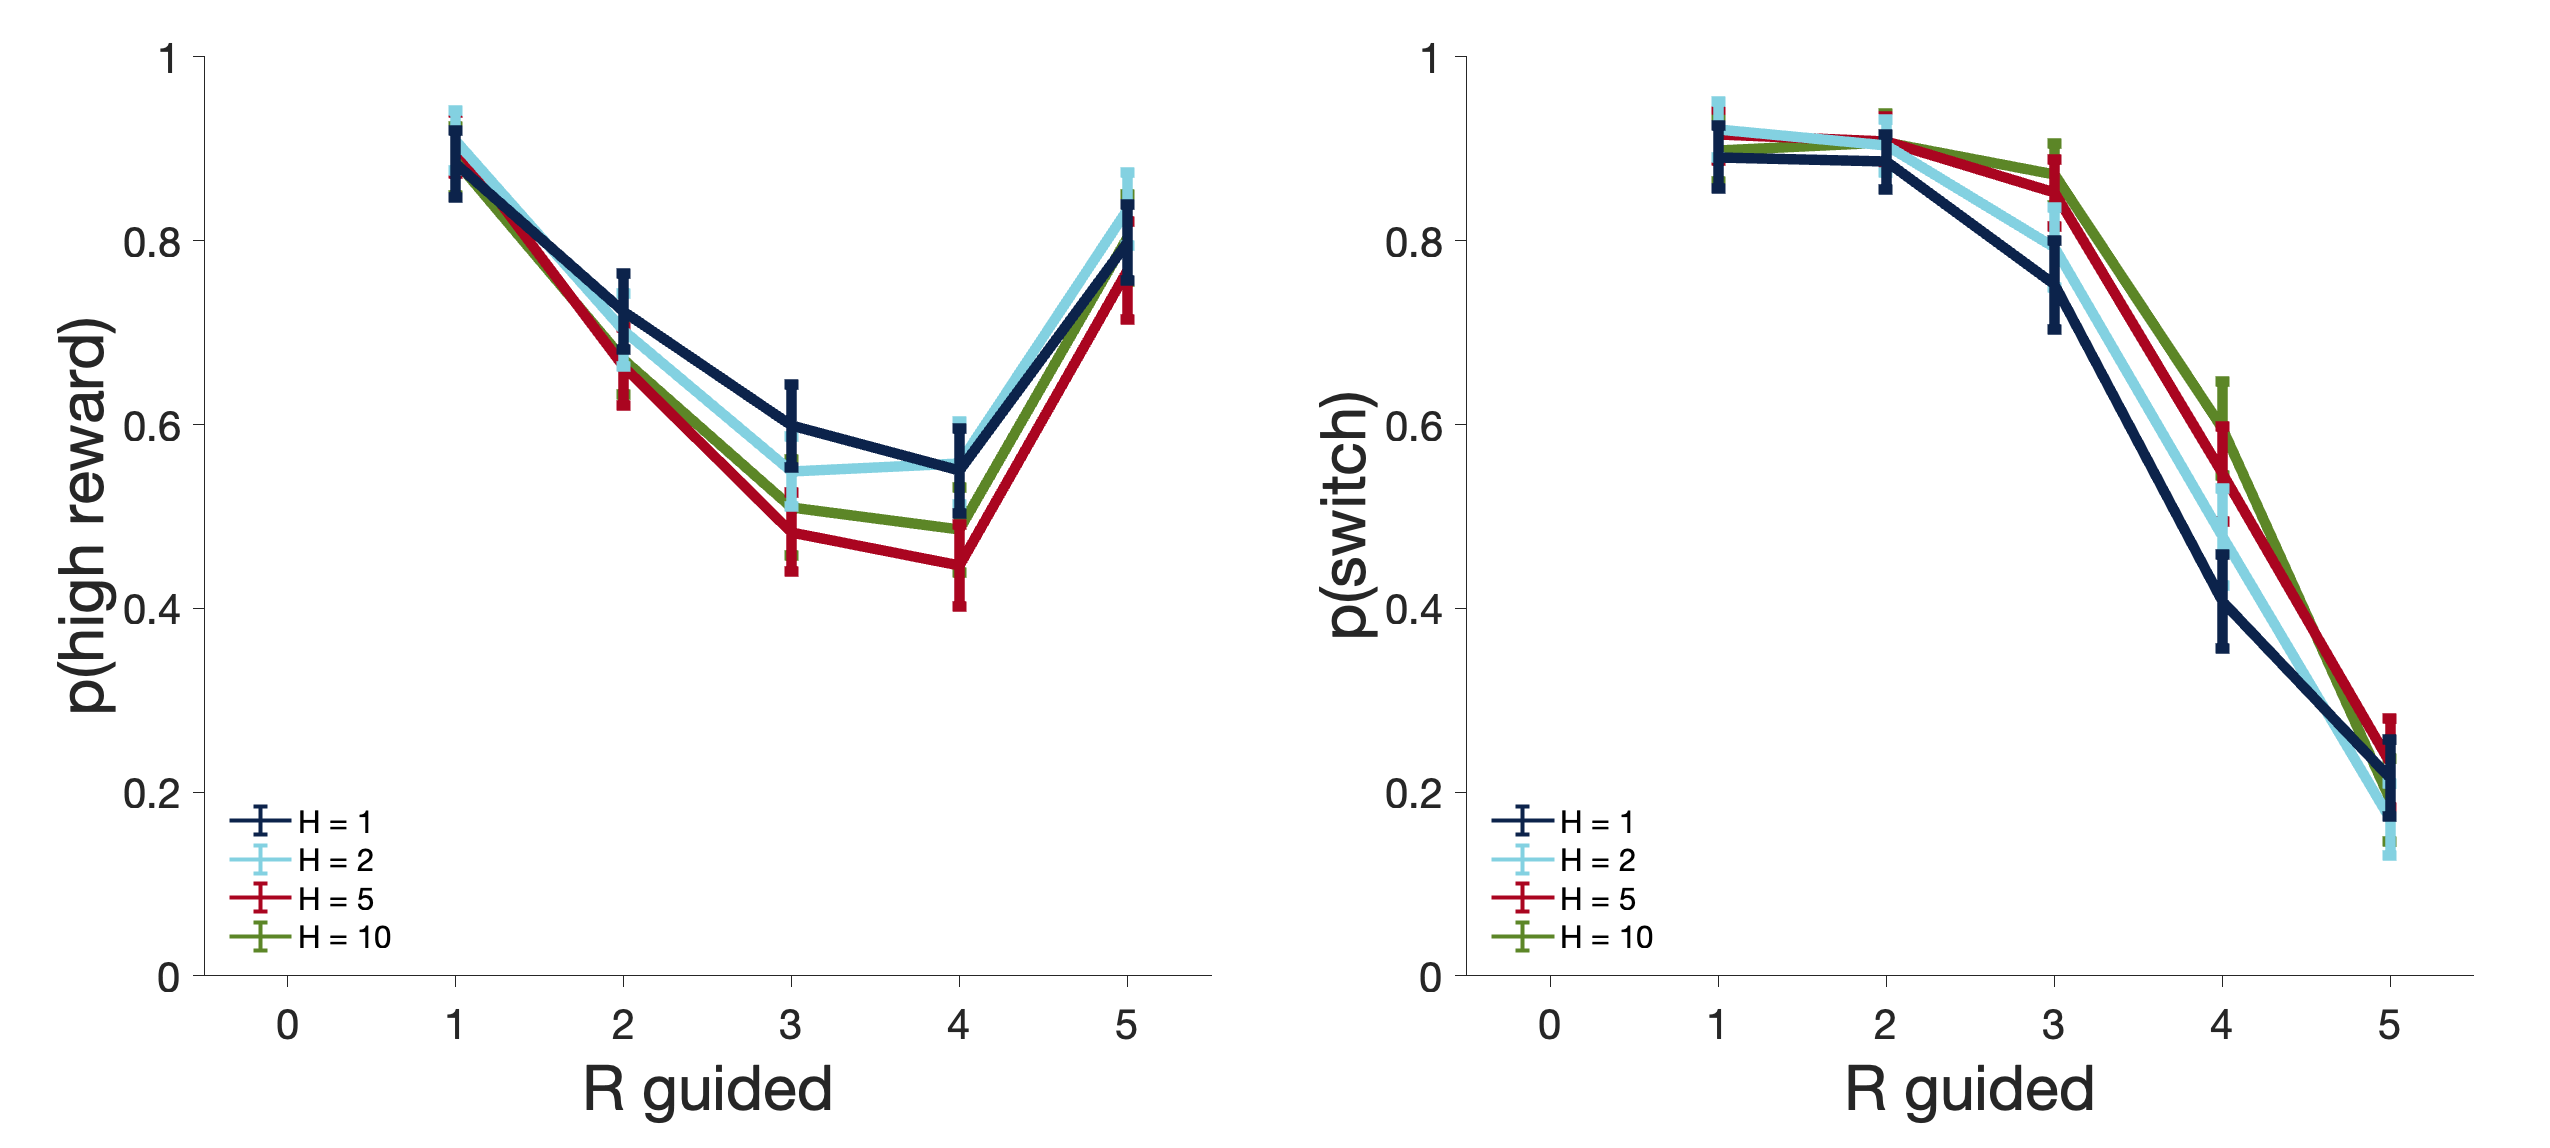 p(high reward)
1
0.8
0.6
0.4
0.2
0
H = 1
H = 2
H = 5
H = 10
0 1 2 3 4 5
R guided
p(switch)
1
0.8
0.6
0.4
0.2
0
H = 1
H = 2
H = 5
H = 10
0 1 2 3 4 5
R guided